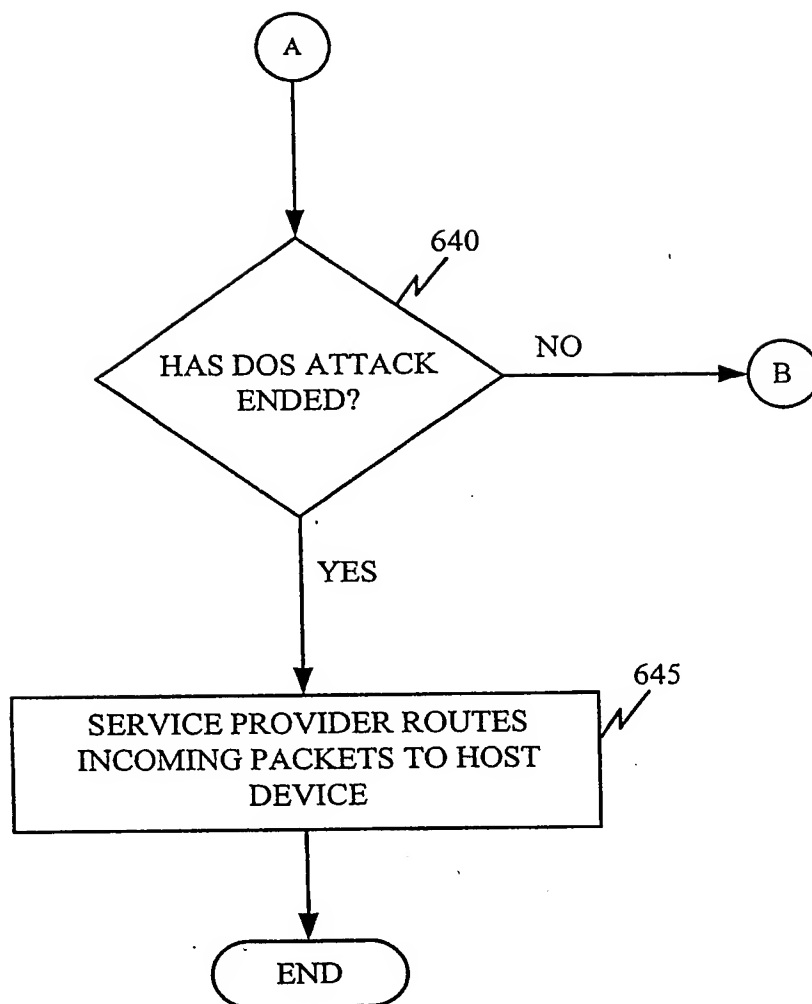 A
640
HAS DOS ATTACK
ENDED?
NO
B
YES
645
SERVICE PROVIDER ROUTES
INCOMING PACKETS TO HOST
DEVICE
END